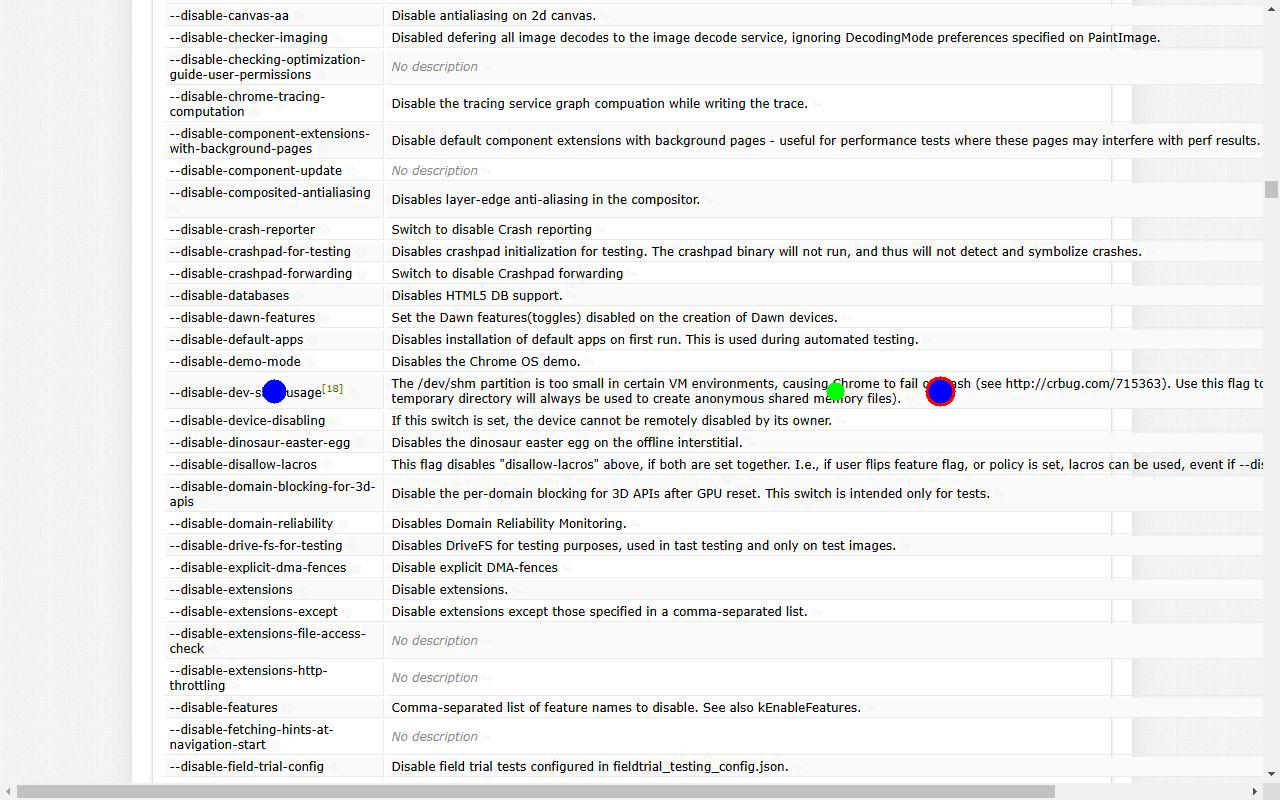 --disable-canvas-aa Disable antialiasing on 2d canvas.
--disable-checker-imaging Disabled defering all image decodes to the image decode service, ignoring DecodingMode preferences specified on PaintImage.
--disable-checking-optimization-
guide-user-permissions No description
--disable-chrome-tracing-
computation Disable the tracing service graph compuation while writing the trace.
--disable-component-extensions-
with-background-pages Disable default component extensions with background pages - useful for performance tests where these pages may interfere with perf results.
--disable-component-update No description
--disable-composited-antialiasing Disables layer-edge anti-aliasing in the compositor.
--disable-crash-reporter Switch to disable Crash reporting
--disable-crashpad-for-testing Disables crashpad initialization for testing. The crashpad binary will not run, and thus will not detect and symbolize crashes.
--disable-crashpad-forwarding Switch to disable Crashpad forwarding
--disable-databases Disables HTML5 DB support.
--disable-dawn-features Set the Dawn features(toggles) disabled on the creation of Dawn devices.
--disable-default-apps Disables installation of default apps on first run. This is used during automated testing.
--disable-demo-mode Disables the Chrome OS demo.
[18] The /dev/shm partition is too small in certain VM environments, causing Chrome to fail (see http://crbug.com/715363). Use this flag to
temporary directory will always be used to create anonymous shared memory files).
--disable-device-disabling If this switch is set, the device cannot be remotely disabled by its owner.
--disable-dinosaur-easter-egg Disables the dinosaur easter egg on the offline interstitial.
--disable-disallow-lacros This flag disables "disallow-lacros" above, if both are set together. I.e., if user flips feature flag, or policy is set, lacros can be used, event if --dis
--disable-domain-blocking-for-3d-
apis Disable the per-domain blocking for 3D APIs after GPU reset. This switch is intended only for tests.
--disable-domain-reliability Disables Domain Reliability Monitoring.
--disable-drive-fs-for-testing Disables DriveFS for testing purposes, used in tast testing and only on test images.
--disable-explicit-dma-fences Disable explicit DMA-fences
--disable-extensions Disable extensions.
--disable-extensions-except Disable extensions except those specified in a comma-separated list.
--disable-extensions-file-access-
check No description
--disable-extensions-http-
throttling No description
--disable-features Comma-separated list of feature names to disable. See also kEnableFeatures.
--disable-fetching-hints-at-
navigation-start No description
--disable-field-trial-config Disable field trial tests configured in fieldtrial_testing_config.json.